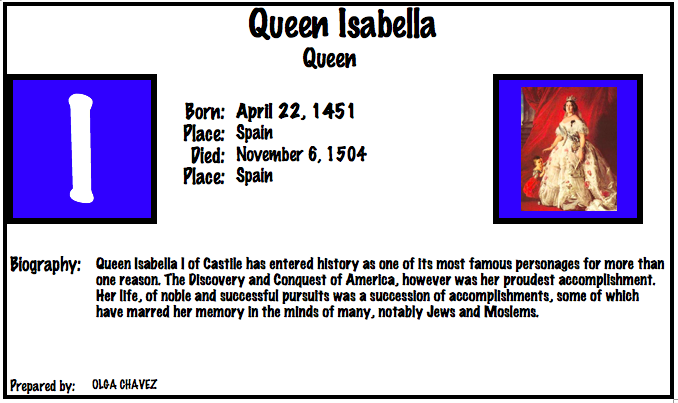 Queen Isabella
Queen
I
Born: April 22, 1451
Place: Spain
Died: November 6, 1504
Place: Spain
Biography: Queen Isabella I of Castile has entered history as one of its most famous personages for more than
one reason. The Discovery and Conquest of America, however was her proudest accomplishment.
Her life, of noble and successful pursuits was a succession of accomplishments, some of which
have marred her memory in the minds of many, notably Jews and Moslems.
Prepared by: OLGA CHAVEZ